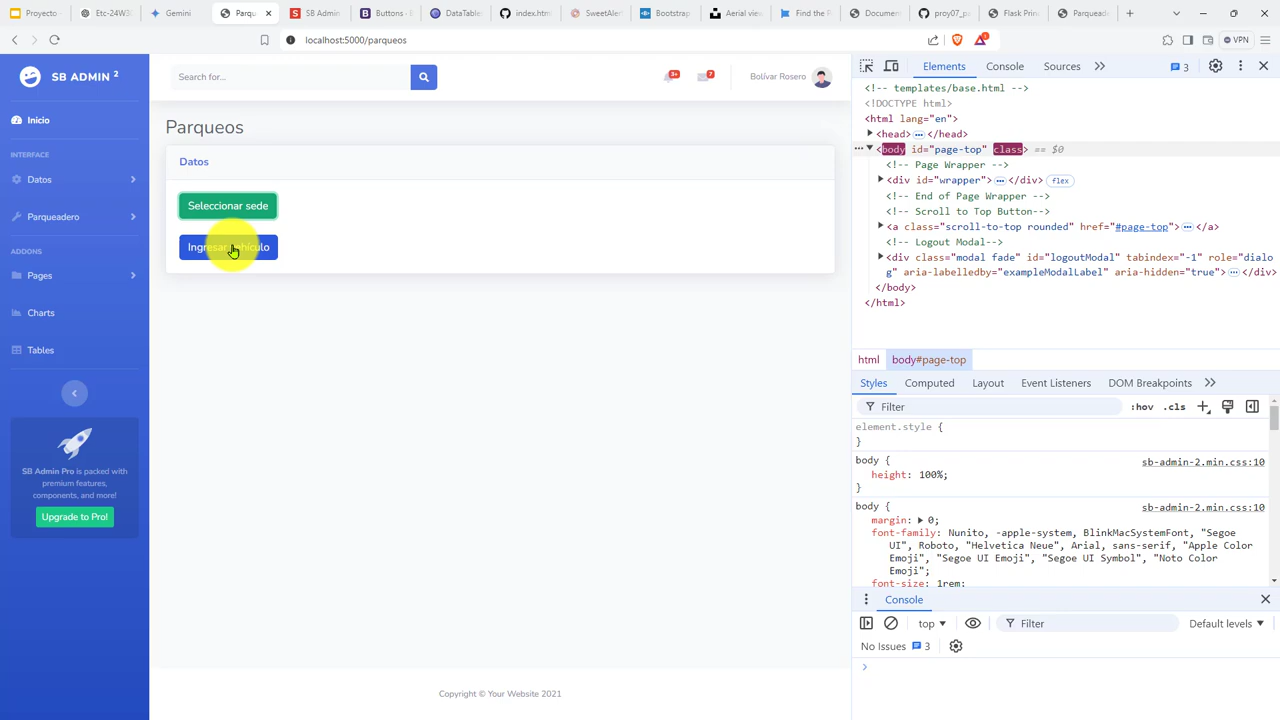 Proyecto
Etc-24W3
Gemini
Parqu
SB Admin
Buttons - 
DataTable
index.htm
SweetAler
Bootstrap
Aerial view
Find the P
Documen
proy07_pa
Flask Princ
Parqueade
localhost:5000/parqueos
VPN
SB ADMIN 2
Search for...
3+
7
Bolívar Rosero
Inicio
INTERFACE
Datos
Parqueadero
ADDONS
Pages
Charts
Tables
SB Admin Pro is packed with
premium features,
components, and more!
Upgrade to Pro!
Parqueos
Datos
Seleccionar sede
Ingresar vehículo
Copyright © Your Website 2021
Elements
Console
Sources
3
<!-- templates/base.html -->
<!DOCTYPE html>
<html lang="en">
<head> … </head>
<body id="page-top" class> == $0
<!-- Page Wrapper -->
<div id="wrapper"> … </div> flex
<!-- End of Page Wrapper -->
<!-- Scroll to Top Button-->
<a class="scroll-to-top rounded" href="#page-top"> … </a>
<!-- Logout Modal-->
<div class="modal fade" id="logoutModal" tabindex="-1" role="dialo
g" aria-labelledby="exampleModalLabel" aria-hidden="true"> … </div>
</body>
</html>
html
body#page-top
Styles
Computed
Layout
Event Listeners
DOM Breakpoints
Filter
:hov
.cls
element.style {
}
body {
sb-admin-2.min.css:10
height: 100%;
}
body {
sb-admin-2.min.css:10
margin: 0;
font-family: Nunito, -apple-system, BlinkMacSystemFont, "Segoe
UI", Roboto, "Helvetica Neue", Arial, sans-serif, "Apple Color
Emoji", "Segoe UI Emoji", "Segoe UI Symbol", "Noto Color
Emoji";
font-size: 1rem;
Console
top
Filter
Default levels
No Issues
3